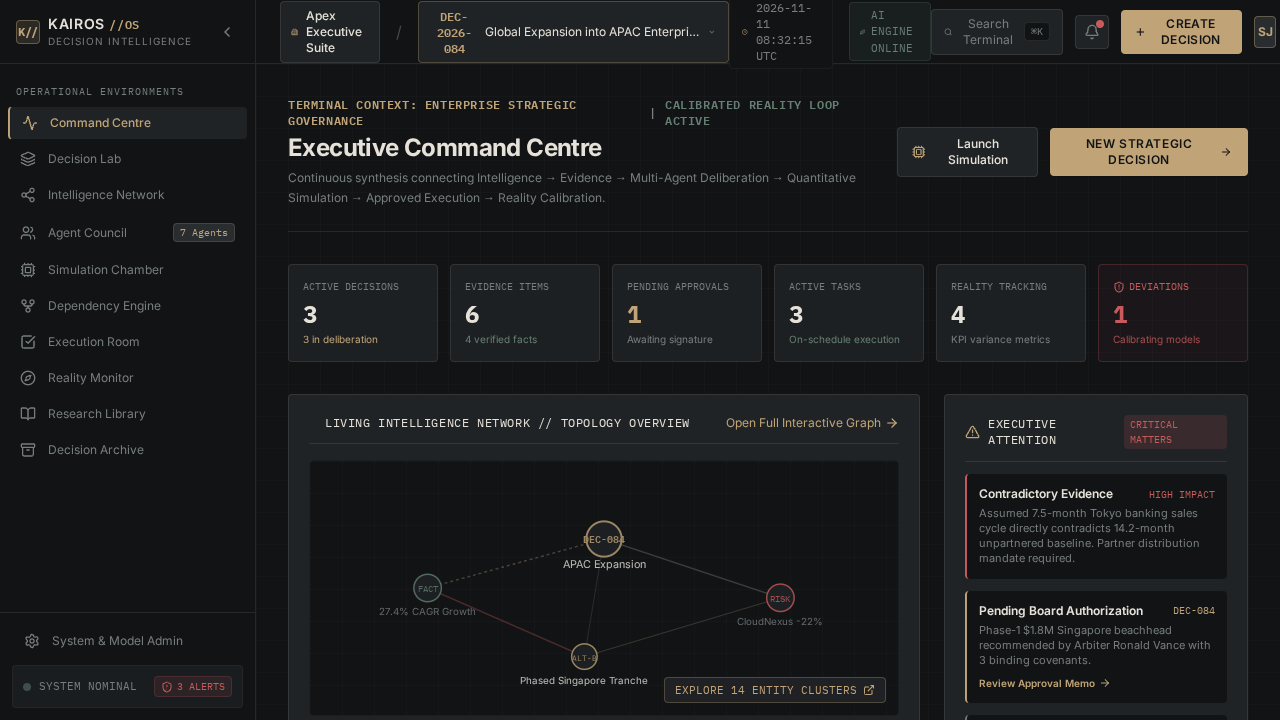 K//
KAIROS //OS
DECISION INTELLIGENCE
Apex
Executive
Suite
/
DEC-
2026-
084
Global Expansion into APAC Enterpri...
2026-11-
11
08:32:15
UTC
AI
ENGINE
ONLINE
Search
Terminal
⌘K
+ CREATE
DECISION
SJ
OPERATIONAL ENVIRONMENTS
Command Centre
Decision Lab
Intelligence Network
Agent Council
7 Agents
Simulation Chamber
Dependency Engine
Execution Room
Reality Monitor
Research Library
Decision Archive
System & Model Admin
SYSTEM NOMINAL
3 ALERTS
TERMINAL CONTEXT: ENTERPRISE STRATEGIC
GOVERNANCE
|
CALIBRATED REALITY LOOP
ACTIVE
Executive Command Centre
Continuous synthesis connecting Intelligence → Evidence → Multi-Agent Deliberation → Quantitative
Simulation → Approved Execution → Reality Calibration.
Launch
Simulation
NEW STRATEGIC
DECISION →
ACTIVE DECISIONS
3
3 in deliberation
EVIDENCE ITEMS
6
4 verified facts
PENDING APPROVALS
1
Awaiting signature
ACTIVE TASKS
3
On-schedule execution
REALITY TRACKING
4
KPI variance metrics
DEVIATIONS
1
Calibrating models
LIVING INTELLIGENCE NETWORK // TOPOLOGY OVERVIEW
Open Full Interactive Graph →
DEC-084
APAC Expansion
FACT
27.4% CAGR Growth
RISK
CloudNexus -22%
ALT-B
Phased Singapore Tranche
EXPLORE 14 ENTITY CLUSTERS
EXECUTIVE
ATTENTION
CRITICAL
MATTERS
Contradictory Evidence
HIGH IMPACT
Assumed 7.5-month Tokyo banking sales
cycle directly contradicts 14.2-month
unpartnered baseline. Partner distribution
mandate required.
Pending Board Authorization
DEC-084
Phase-1 $1.8M Singapore beachhead
recommended by Arbiter Ronald Vance with
3 binding covenants.
Review Approval Memo →